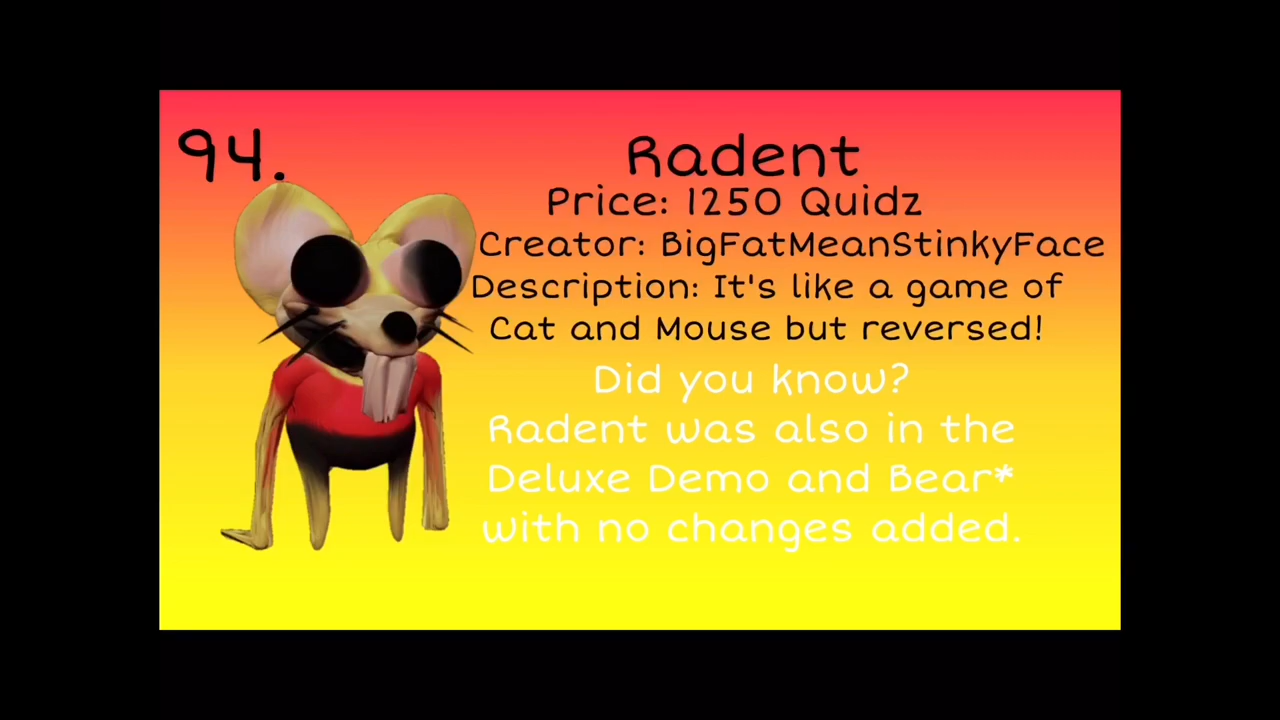 94.
Radent
Price: 1250 Quidz
Creator: BigFatMeanStinkyFace
Description: It's like a game of
Cat and Mouse but reversed!
Did you know?
Radent was also in the
Deluxe Demo and Bear*
with no changes added.